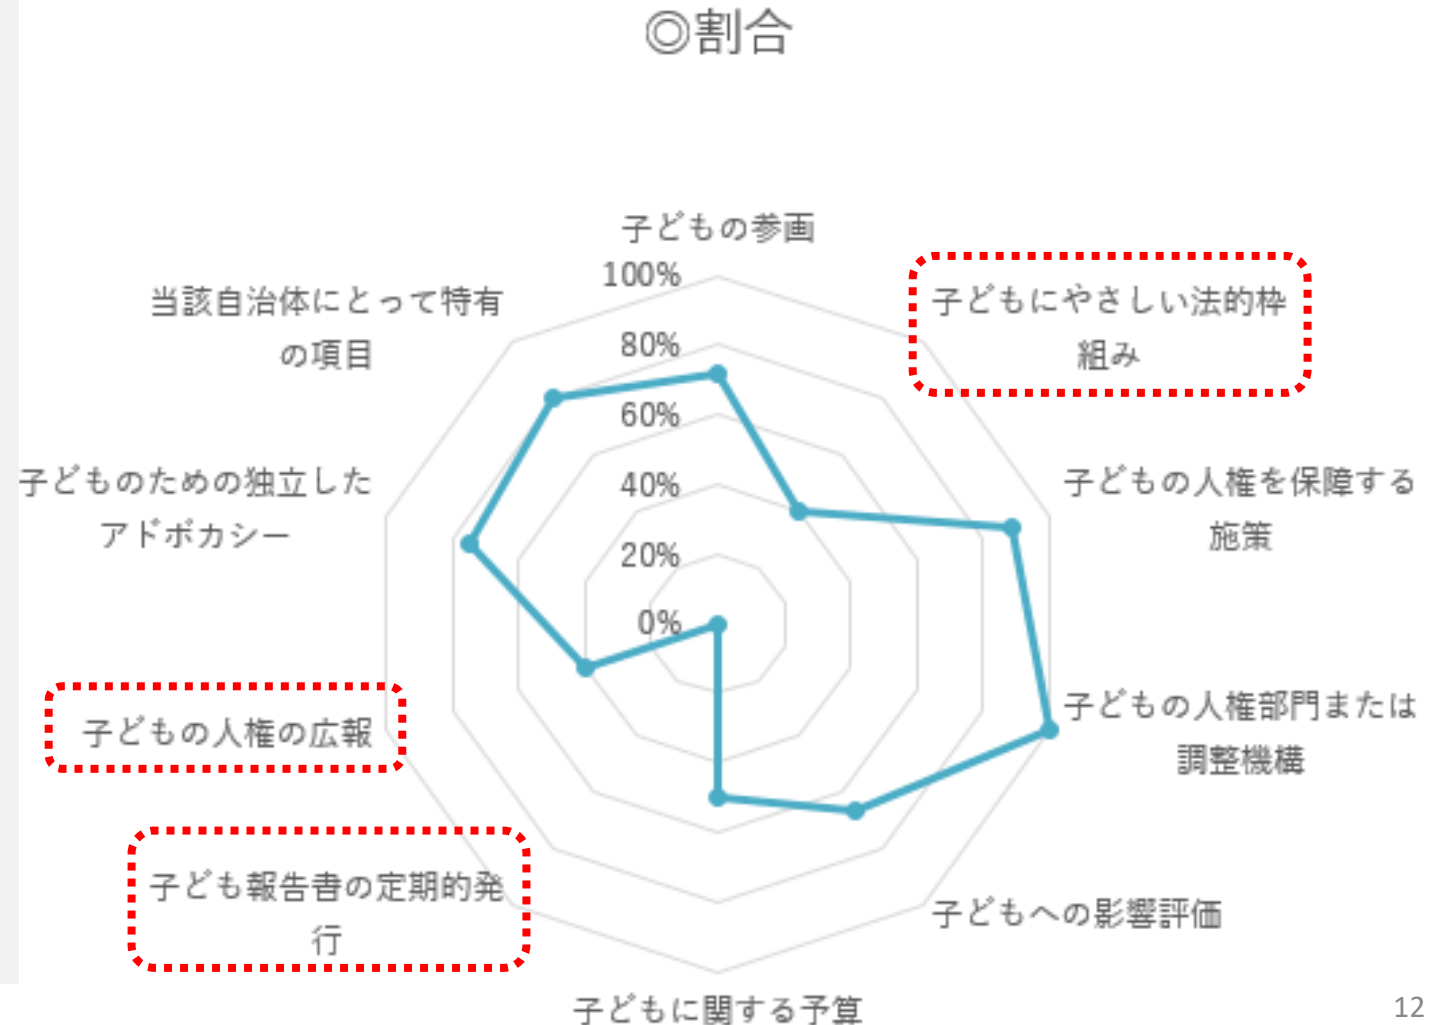 ◎割合
子どもの参画
100%
80%
60%
40%
20%
0%
子どもにやさしい法的枠
組み
子どもの人権を保障する
施策
子どもの人権部門または
調整機構
子どもへの影響評価
子どもに関する予算
子ども報告書の定期的発
行
子どもの人権の広報
子どものための独立した
アドボカシー
当該自治体にとって特有
の項目
12